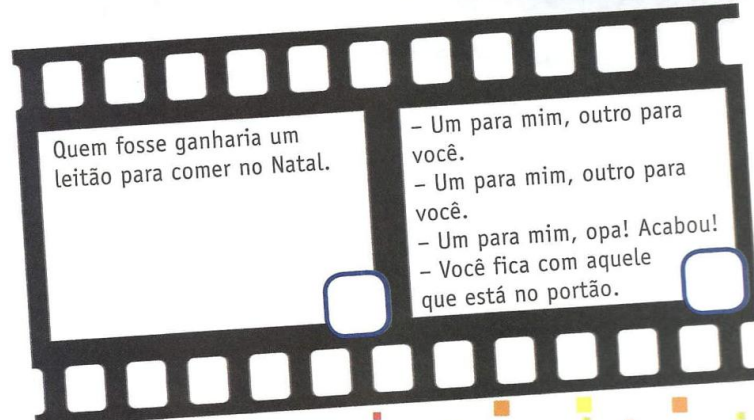 Quem fosse ganharia um
leitão para comer no Natal.
– Um para mim, outro para
você.
– Um para mim, outro para
você.
– Um para mim, opa! Acabou!
– Você fica com aquele
que está no portão.